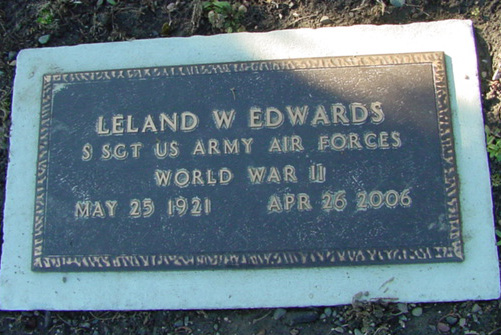 LELAND W EDWARDS
S SGT US ARMY AIR FORCES
WORLD WAR II
MAY 25 1921 APR 26 2006